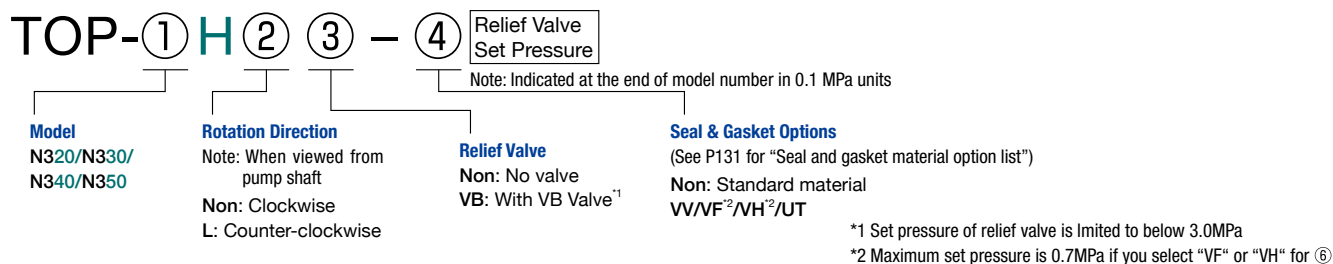 TOP-① H ② ③ – ④ Relief Valve
Set Pressure
Note: Indicated at the end of model number in 0.1 MPa units
Model
N320/N330/
N340/N350
Rotation Direction
Note: When viewed from
pump shaft
Non: Clockwise
L: Counter-clockwise
Relief Valve
Non: No valve
VB: With VB Valve*1
Seal & Gasket Options
(See P131 for “Seal and gasket material option list”)
Non: Standard material
VV/VF*2/VH*2/UT
*1 Set pressure of relief valve is lmited to below 3.0MPa
*2 Maximum set pressure is 0.7MPa if you select “VF“ or “VH“ for ⑥